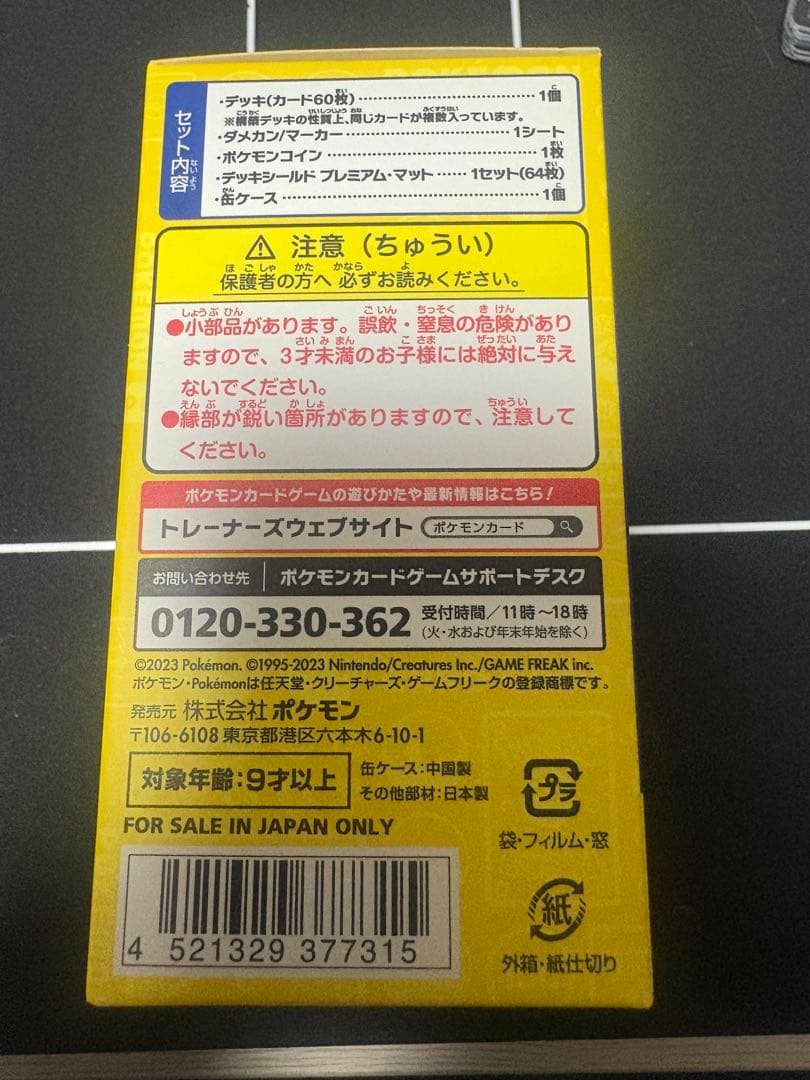 セット内容
・デッキ(カード60枚)……………………1個
※構築デッキの性質上、同じカードが複数入っています。
・ダメカン/マーカー……………………1シート
・ポケモンコイン……………………1枚
・デッキシールド プレミアム・マット……1セット(64枚)
・缶ケース……………………1個
⚠ 注意（ちゅうい）
保護者の方へ 必ずお読みください。
●小部品があります。誤飲・窒息の危険があり
ますので、3才未満のお子様には絶対に与え
ないでください。
●縁部が鋭い箇所がありますので、注意して
ください。
ポケモンカードゲームの遊びかたや最新情報はこちら！
トレーナーズウェブサイト ポケモンカード
お問い合わせ先 ポケモンカードゲームサポートデスク
0120-330-362 受付時間／11時～18時
(火・水および年末年始を除く)
©2023 Pokémon. ©1995-2023 Nintendo/Creatures Inc./GAME FREAK inc.
ポケモン・Pokémonは任天堂・クリーチャーズ・ゲームフリークの登録商標です。
発売元 株式会社 ポケモン
〒106-6108 東京都港区六本木6-10-1
対象年齢：9才以上
缶ケース：中国製
その他部材：日本製
FOR SALE IN JAPAN ONLY
プラ
袋・フィルム・窓
紙
外箱・紙仕切り
4 521329 377315